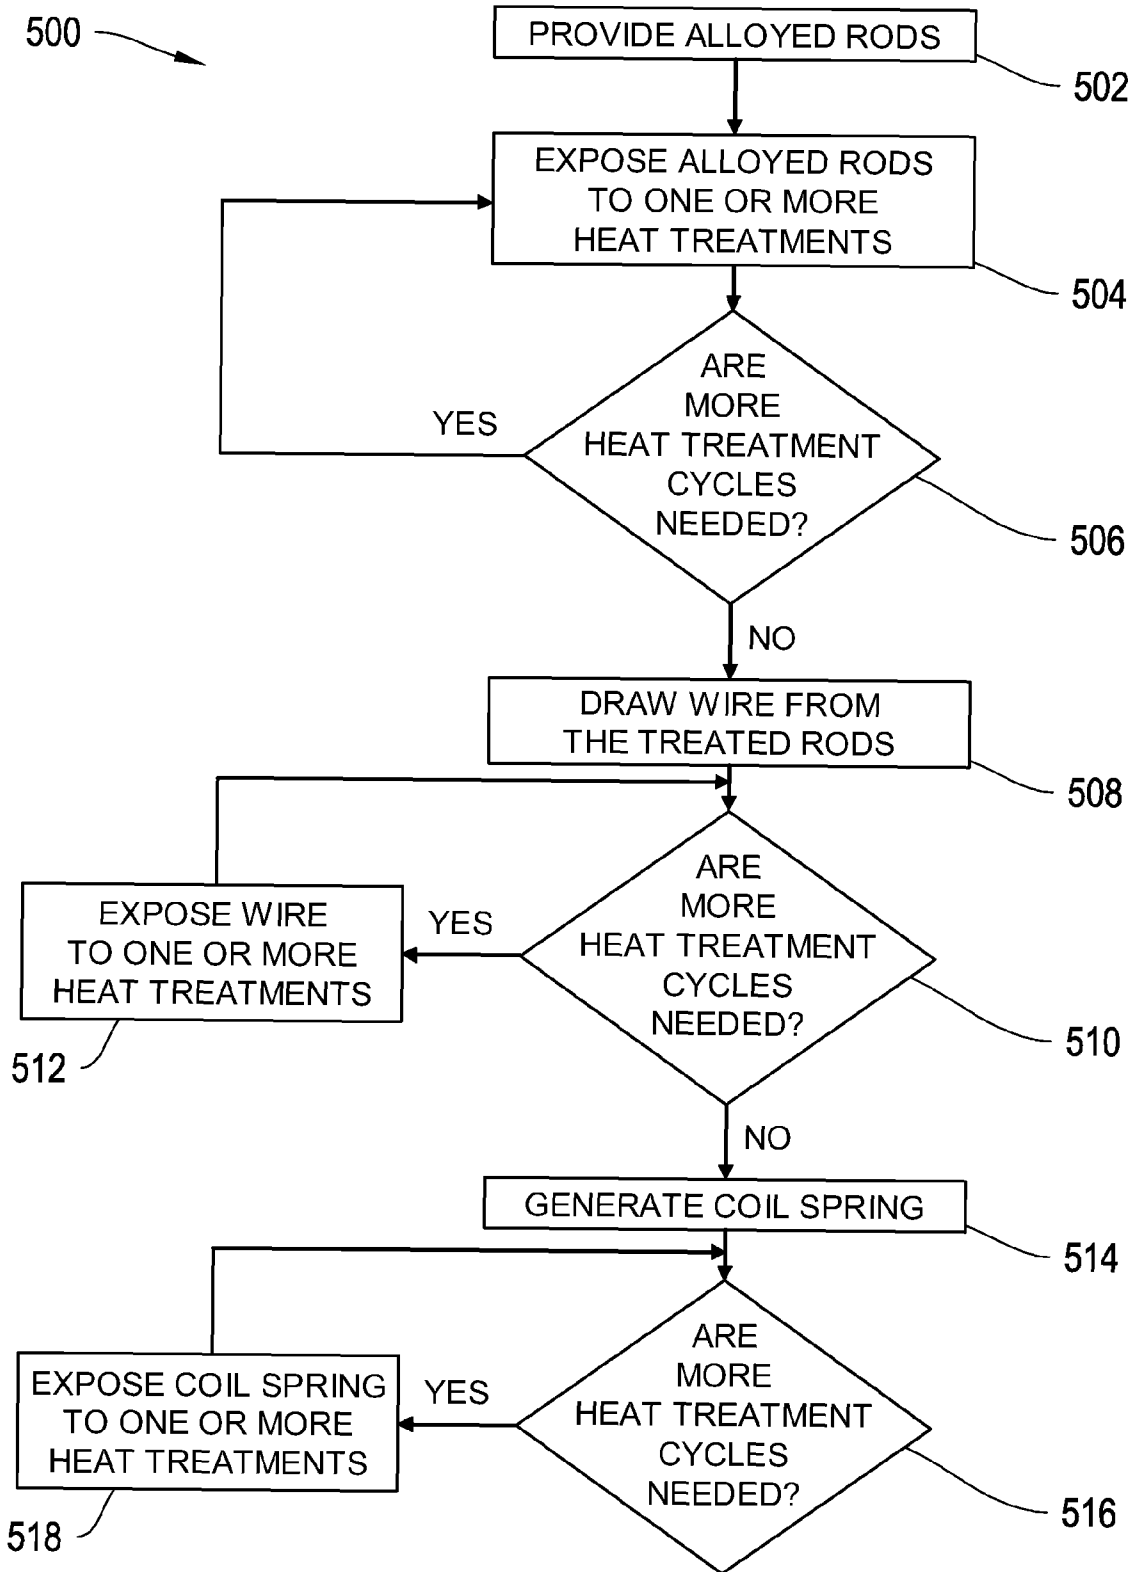 500
PROVIDE ALLOYED RODS
502
EXPOSE ALLOYED RODS
TO ONE OR MORE
HEAT TREATMENTS
504
ARE
MORE
HEAT TREATMENT
CYCLES
NEEDED?
YES
506
NO
DRAW WIRE FROM
THE TREATED RODS
508
ARE
MORE
HEAT TREATMENT
CYCLES
NEEDED?
YES
EXPOSE WIRE
TO ONE OR MORE
HEAT TREATMENTS
512
510
NO
GENERATE COIL SPRING
514
ARE
MORE
HEAT TREATMENT
CYCLES
NEEDED?
YES
EXPOSE COIL SPRING
TO ONE OR MORE
HEAT TREATMENTS
518
516